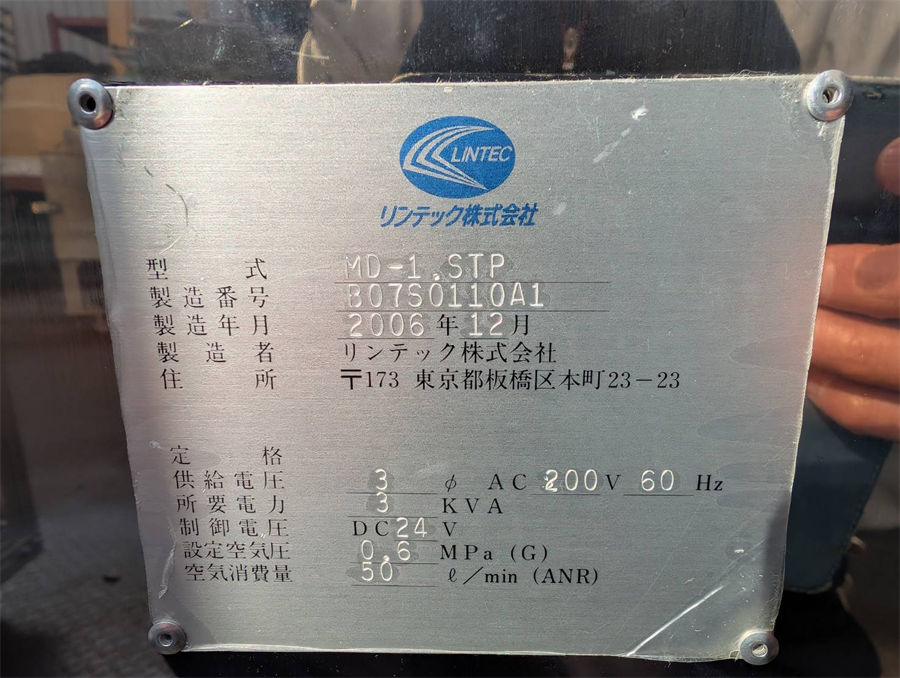 LINTEC
リンテック株式会社
型式 MD-1.STP
製造番号 B07S0110A1
製造年月 2006年12月
製造者 リンテック株式会社
住所 〒173 東京都板橋区本町23-23
定格
供給電圧 3 φ AC 200V 60 Hz
所要電力 3 KVA
制御電圧 DC24 V
設定空気圧 0.6 MPa (G)
空気消費量 50 ℓ/min (ANR)